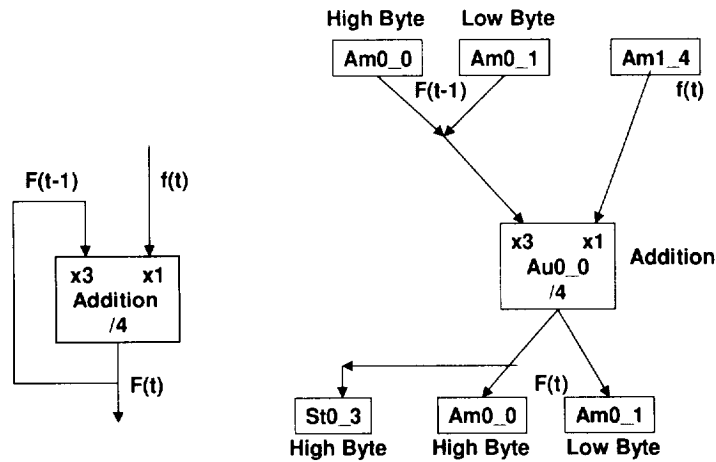 High Byte Low Byte
Am0_0 Am0_1 Am1_4
F(t-1) f(t)
F(t-1) f(t)
x3 x1
Addition
/4
F(t)
x3 x1
Au0_0
/4
Addition
F(t)
St0_3 Am0_0 Am0_1
High Byte High Byte Low Byte